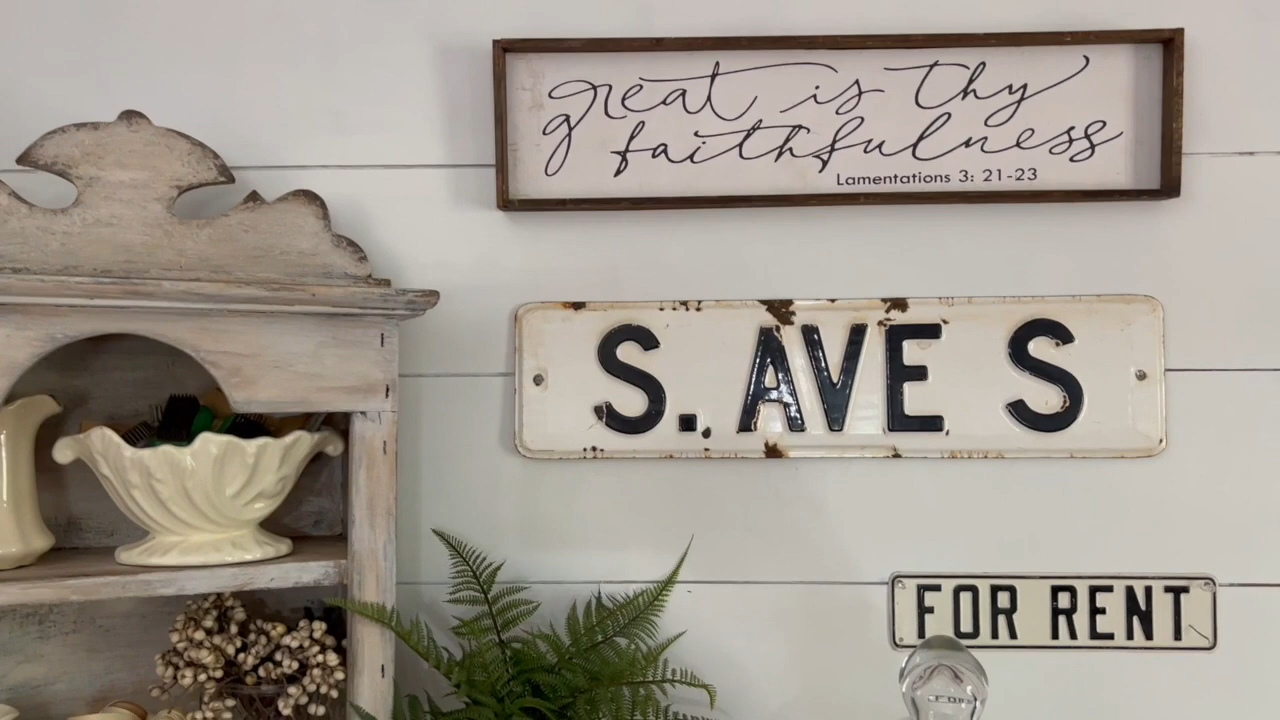 great is thy
faithfulness
Lamentations 3: 21-23
S. AVE S
FOR RENT